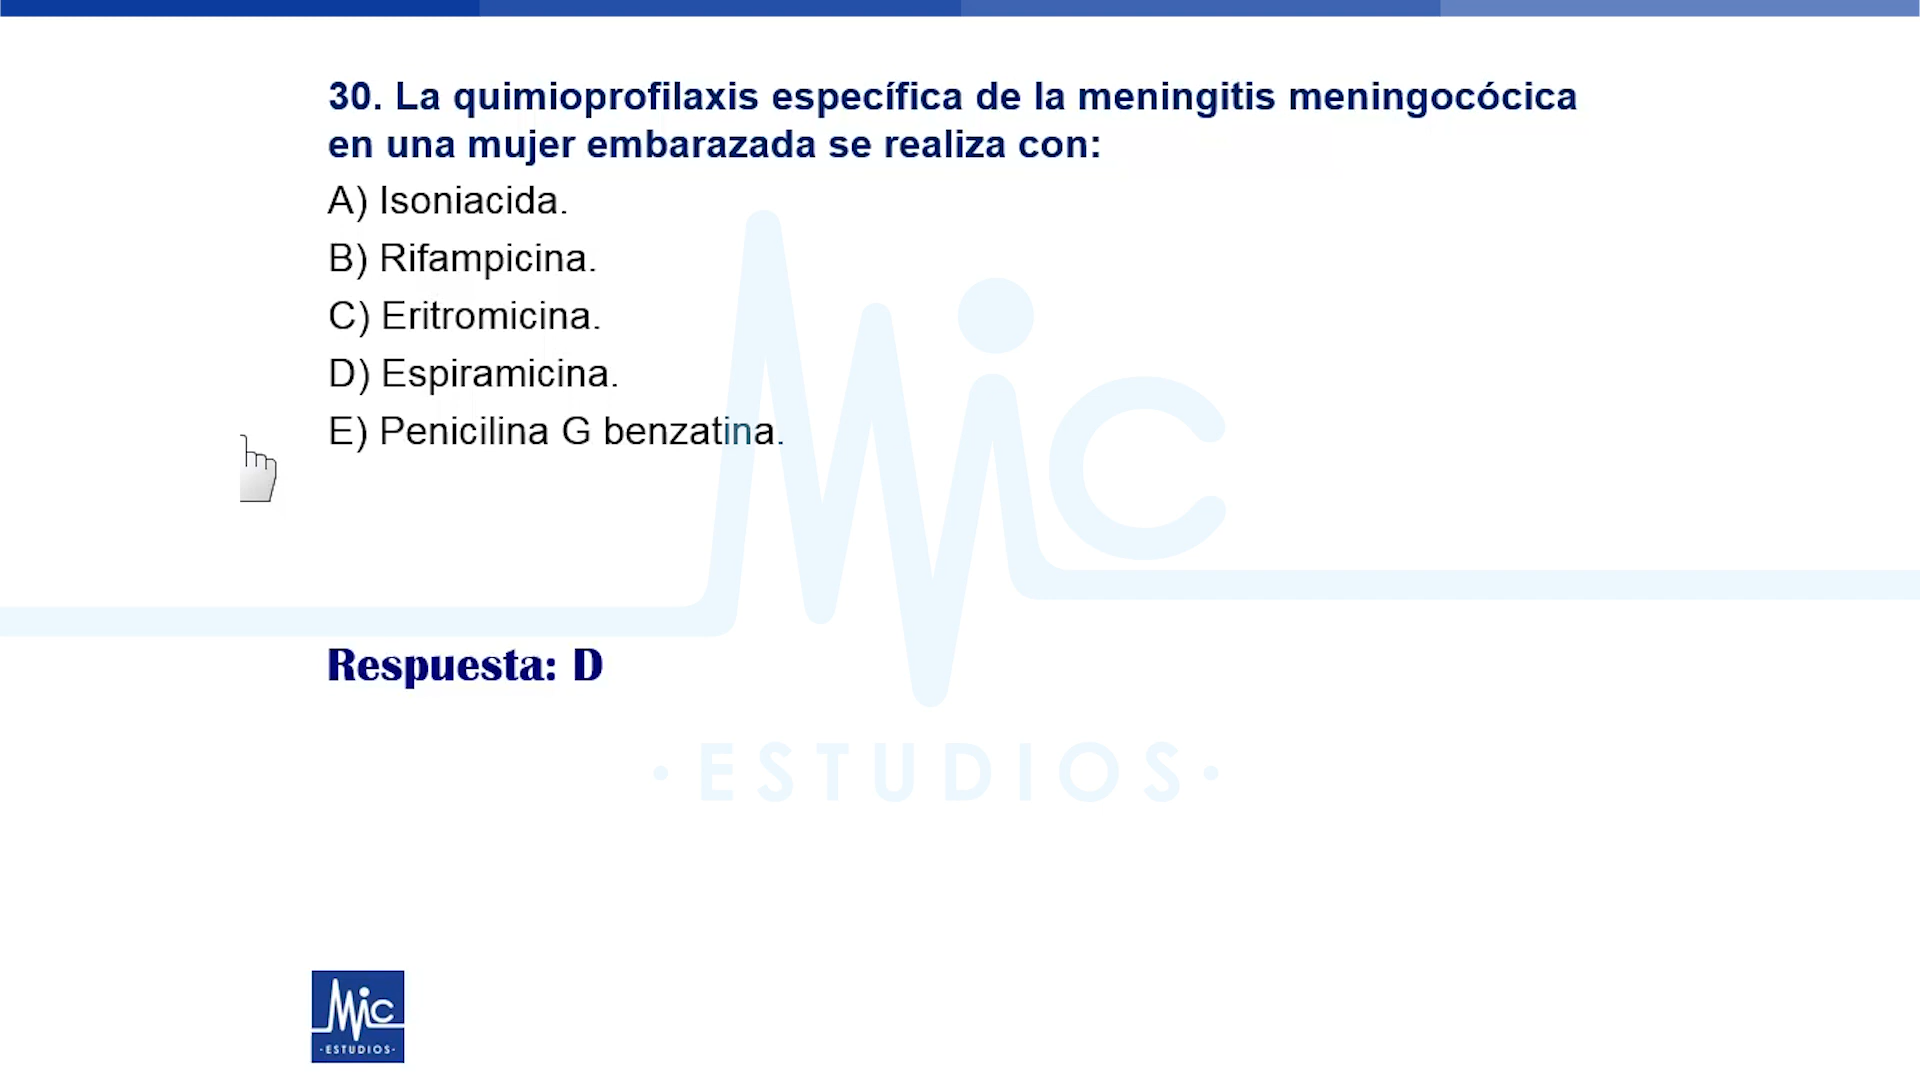 30. La quimioprofilaxis específica de la meningitis meningocócica
en una mujer embarazada se realiza con:
A) Isoniacida.
B) Rifampicina.
C) Eritromicina.
D) Espiramicina.
E) Penicilina G benzatina.
Respuesta: D
Mic
·ESTUDIOS·
Mic
·ESTUDIOS·